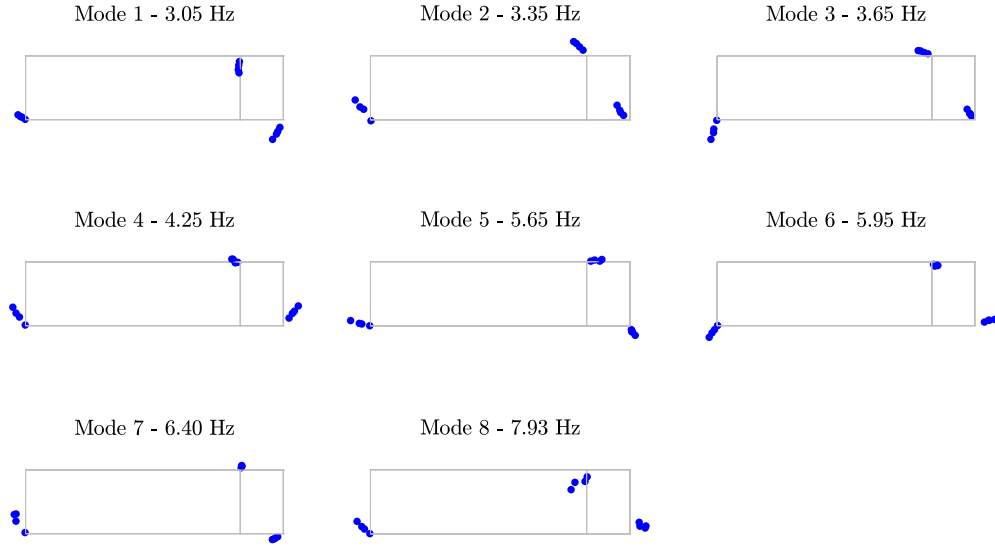 Mode 1 - 3.05 Hz
Mode 2 - 3.35 Hz
Mode 3 - 3.65 Hz
Mode 4 - 4.25 Hz
Mode 5 - 5.65 Hz
Mode 6 - 5.95 Hz
Mode 7 - 6.40 Hz
Mode 8 - 7.93 Hz